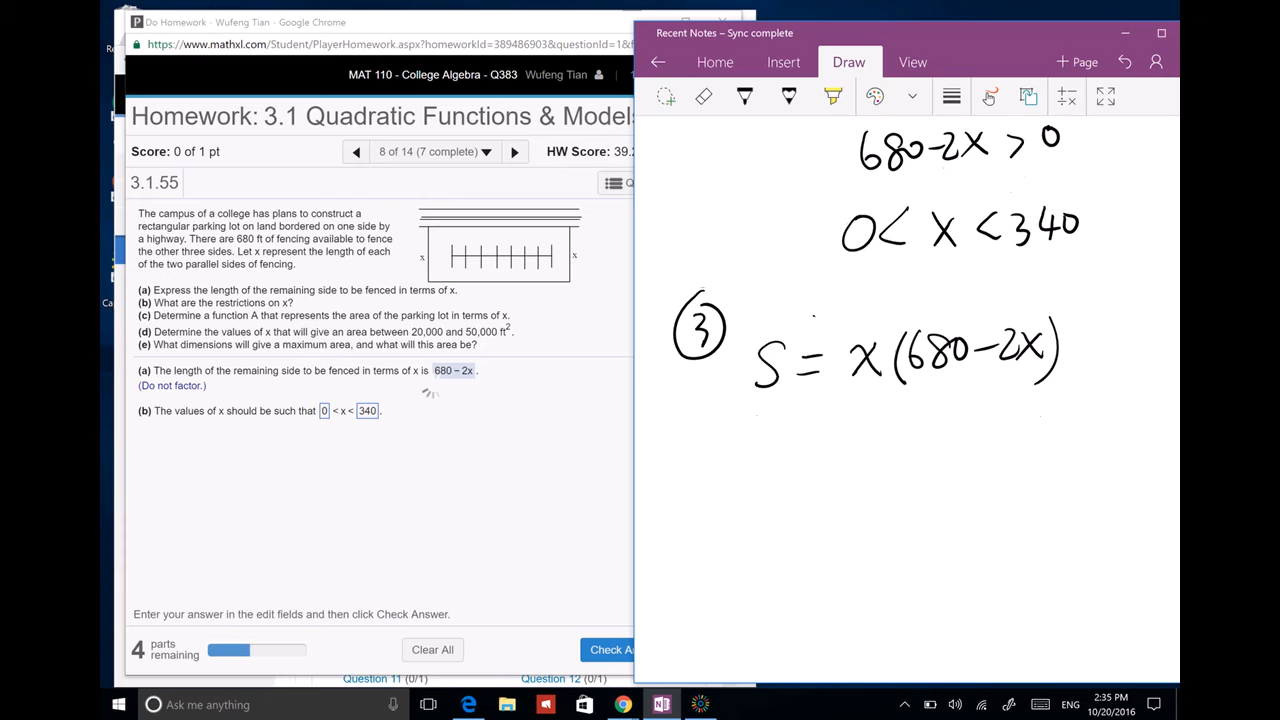 Do Homework - Wufeng Tian - Google Chrome
https://www.mathxl.com/Student/PlayerHomework.aspx?homeworkId=389486903&questionId=1&f
MAT 110 - College Algebra - Q383 Wufeng Tian
Homework: 3.1 Quadratic Functions & Models
Score: 0 of 1 pt
8 of 14 (7 complete)
HW Score: 39.2
3.1.55
The campus of a college has plans to construct a
rectangular parking lot on land bordered on one side by
a highway. There are 680 ft of fencing available to fence
the other three sides. Let x represent the length of each
of the two parallel sides of fencing.
x
x
(a) Express the length of the remaining side to be fenced in terms of x.
(b) What are the restrictions on x?
(c) Determine a function A that represents the area of the parking lot in terms of x.
(d) Determine the values of x that will give an area between 20,000 and 50,000 ft².
(e) What dimensions will give a maximum area, and what will this area be?
(a) The length of the remaining side to be fenced in terms of x is 680 − 2x .
(Do not factor.)
(b) The values of x should be such that 0 < x < 340 .
Enter your answer in the edit fields and then click Check Answer.
4 parts
remaining
Clear All
Check An
Question 11 (0/1)
Question 12 (0/1)
Recent Notes – Sync complete
Home Insert Draw View
Page
680-2x > 0
0 < x < 340
③
S = x(680-2x)
Ask me anything
ENG
2:35 PM
10/20/2016